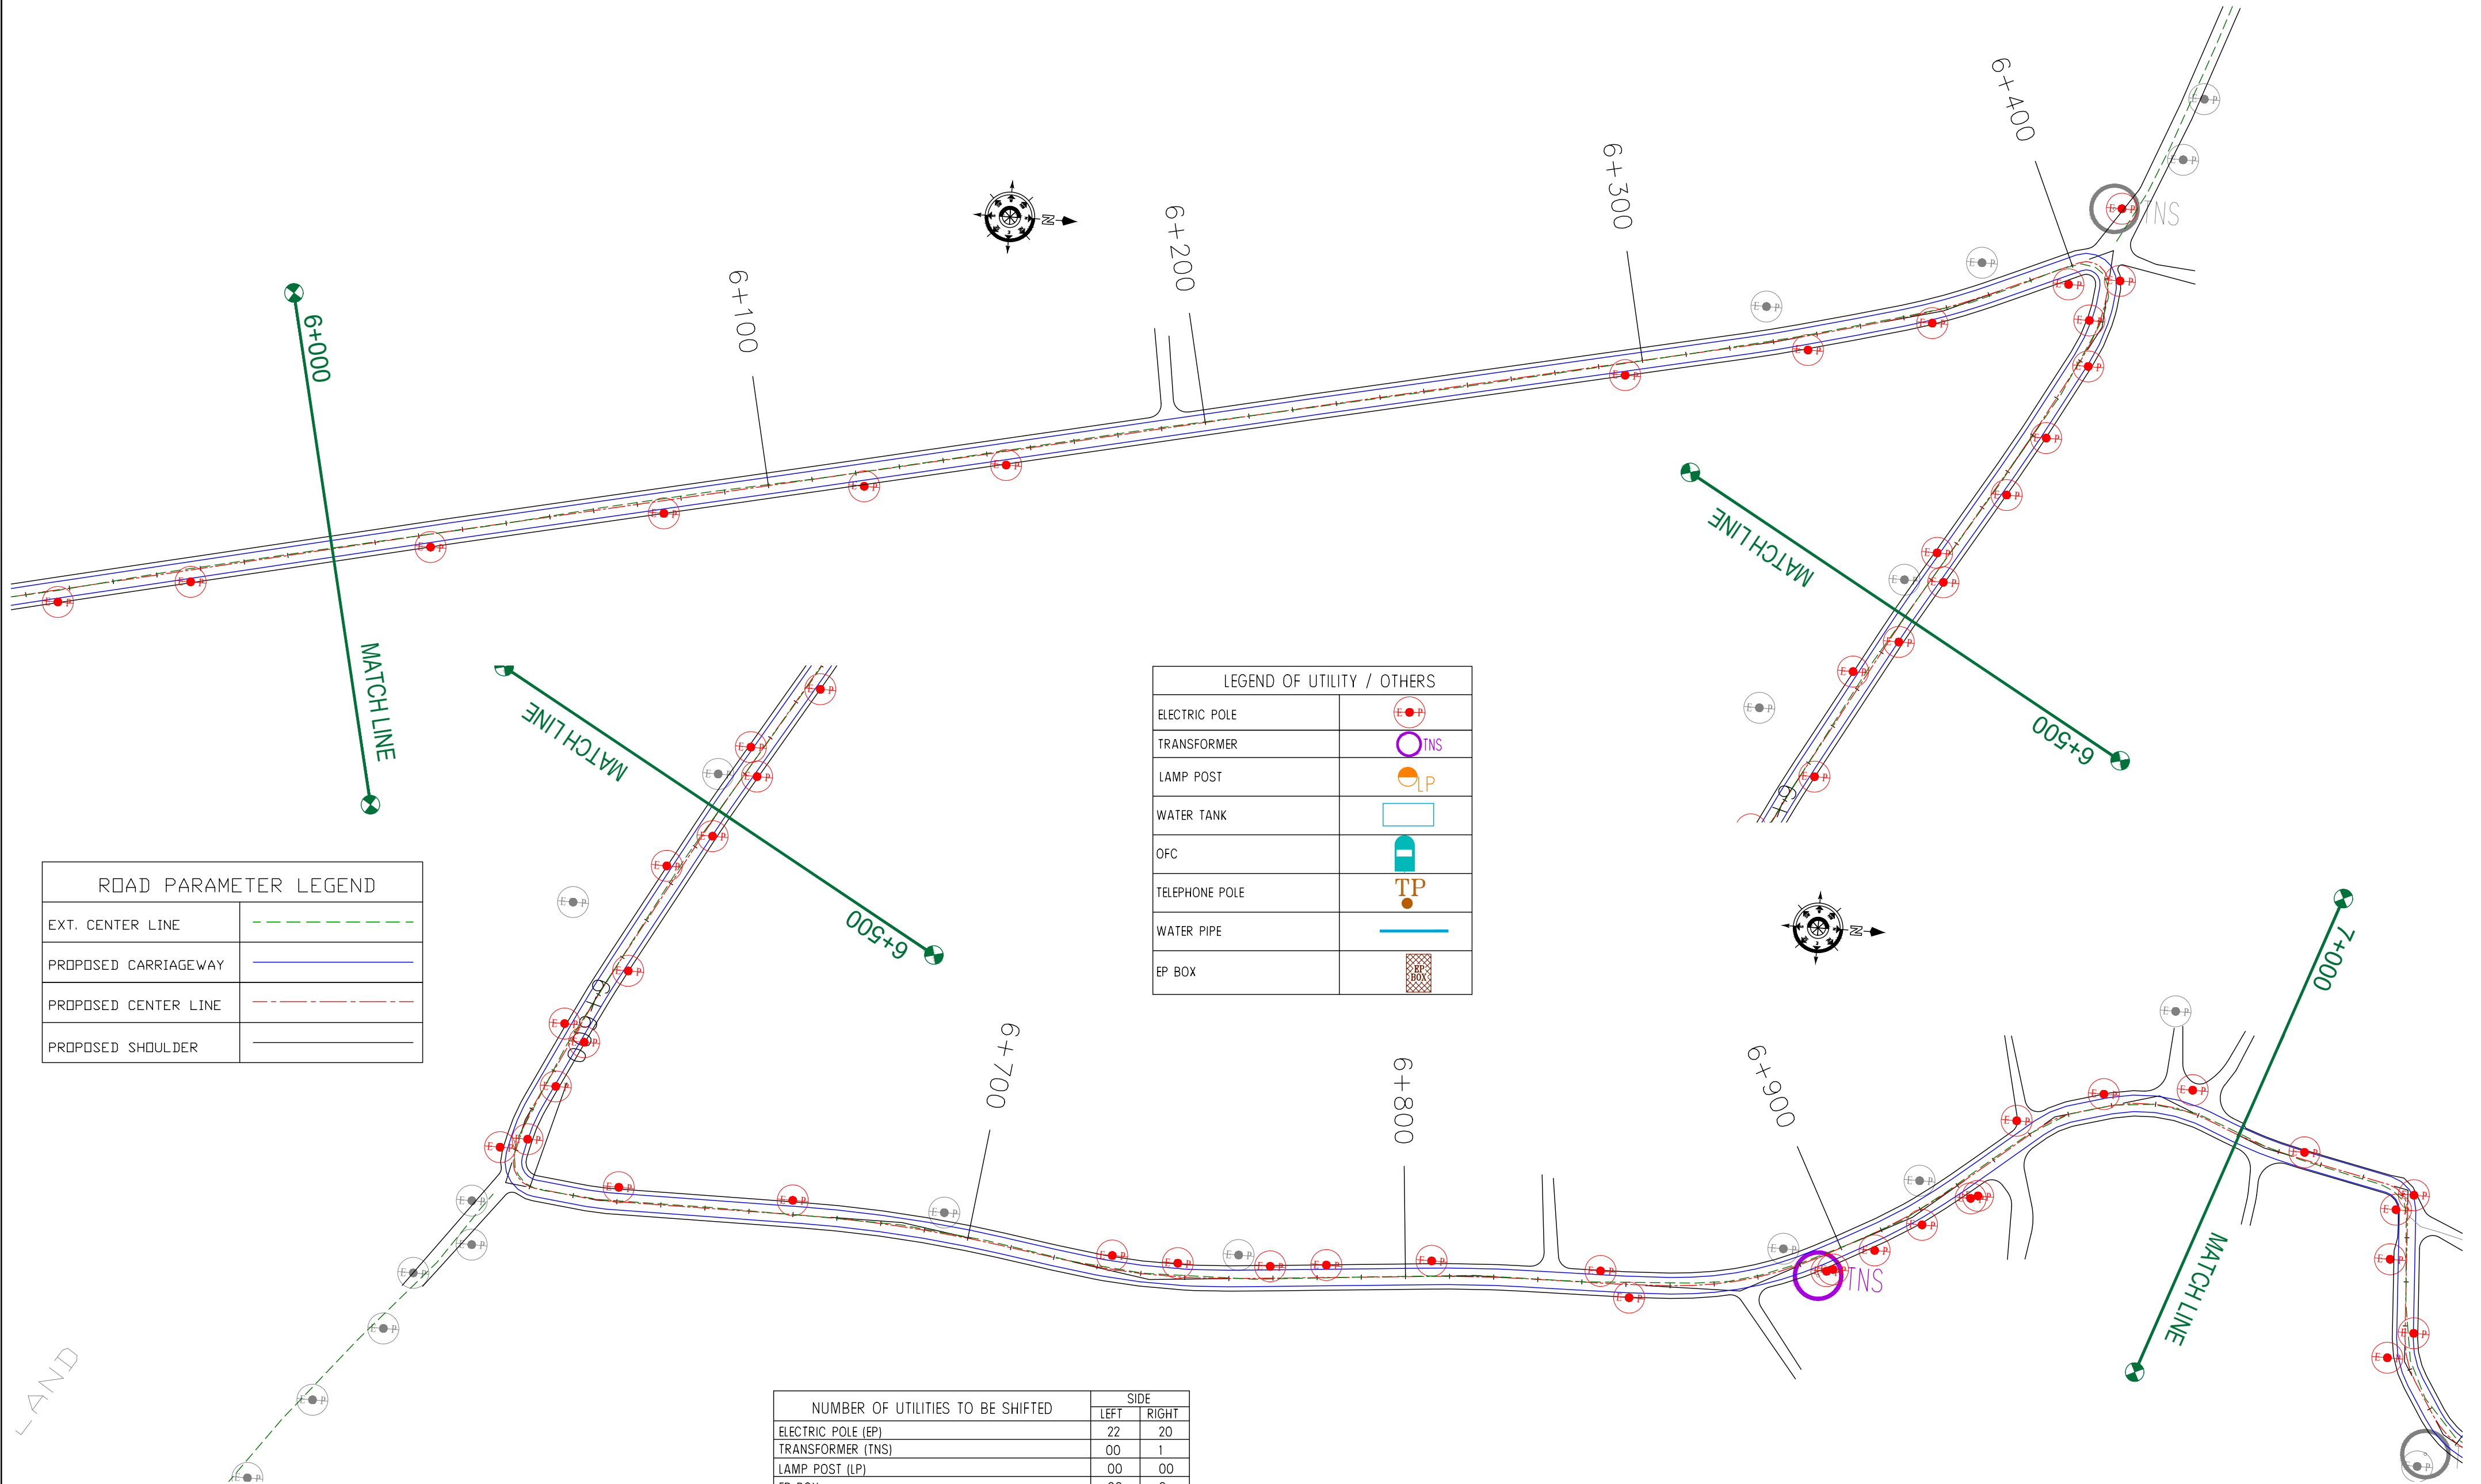 6+000
MATCH LINE
6+100
6+200
6+300
6+400
TNS
N
MATCH LINE
6+500
MATCH LINE
6+500
LEGEND OF UTILITY / OTHERS
ELECTRIC POLE E P
TRANSFORMER TNS
LAMP POST LP
WATER TANK
OFC
TELEPHONE POLE TP
WATER PIPE
EP BOX EP BOX
ROAD PARAMETER LEGEND
EXT. CENTER LINE
PROPOSED CARRIAGEWAY
PROPOSED CENTER LINE
PROPOSED SHOULDER
N
6+700
6+800
6+900
TNS
7+000
MATCH LINE
LAND
NUMBER OF UTILITIES TO BE SHIFTED SIDE
LEFT RIGHT
ELECTRIC POLE (EP) 22 20
TRANSFORMER (TNS) 00 1
LAMP POST (LP) 00 00